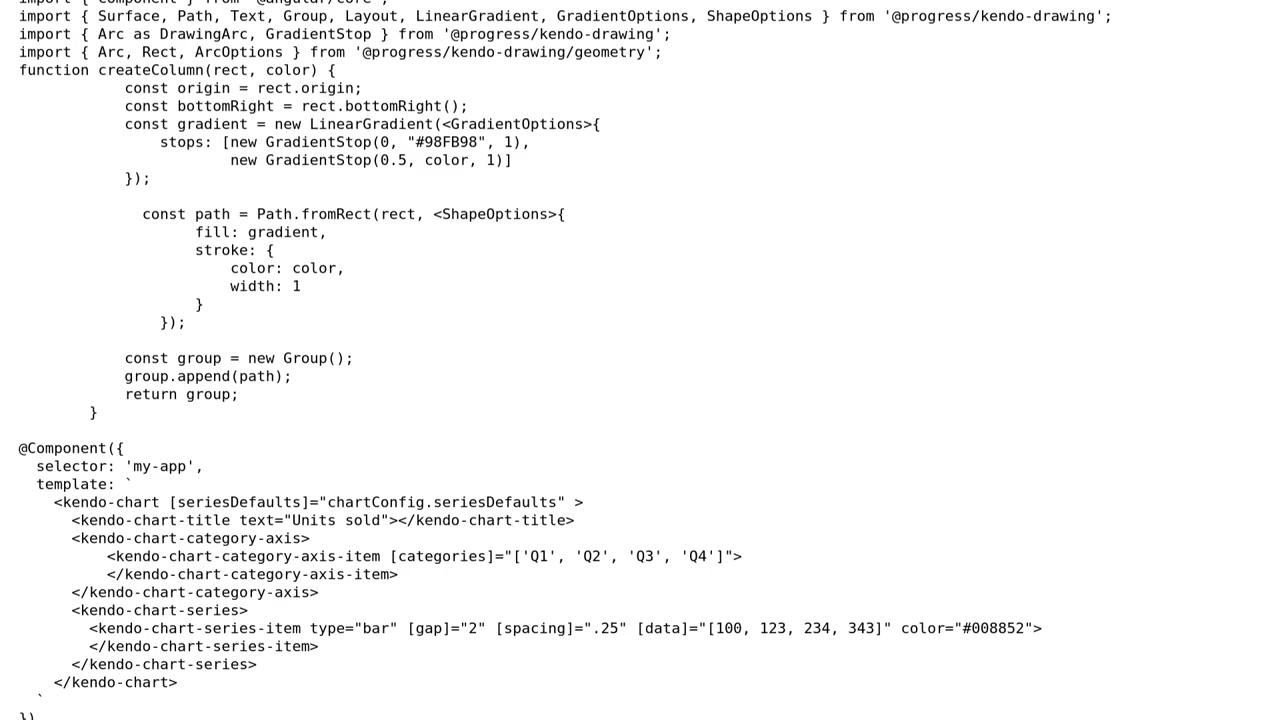 import { Component } from '@angular/core';
import { Surface, Path, Text, Group, Layout, LinearGradient, GradientOptions, ShapeOptions } from '@progress/kendo-drawing';
import { Arc as DrawingArc, GradientStop } from '@progress/kendo-drawing';
import { Arc, Rect, ArcOptions } from '@progress/kendo-drawing/geometry';
function createColumn(rect, color) {
            const origin = rect.origin;
            const bottomRight = rect.bottomRight();
            const gradient = new LinearGradient(<GradientOptions>{
                stops: [new GradientStop(0, "#98FB98", 1),
                        new GradientStop(0.5, color, 1)]
            });

              const path = Path.fromRect(rect, <ShapeOptions>{
                    fill: gradient,
                    stroke: {
                        color: color,
                        width: 1
                    }
                });

            const group = new Group();
            group.append(path);
            return group;
        }

@Component({
  selector: 'my-app',
  template: `
    <kendo-chart [seriesDefaults]="chartConfig.seriesDefaults" >
      <kendo-chart-title text="Units sold"></kendo-chart-title>
      <kendo-chart-category-axis>
          <kendo-chart-category-axis-item [categories]="['Q1', 'Q2', 'Q3', 'Q4']">
          </kendo-chart-category-axis-item>
      </kendo-chart-category-axis>
      <kendo-chart-series>
        <kendo-chart-series-item type="bar" [gap]="2" [spacing]=".25" [data]="[100, 123, 234, 343]" color="#008852">
        </kendo-chart-series-item>
      </kendo-chart-series>
    </kendo-chart>
  `
})